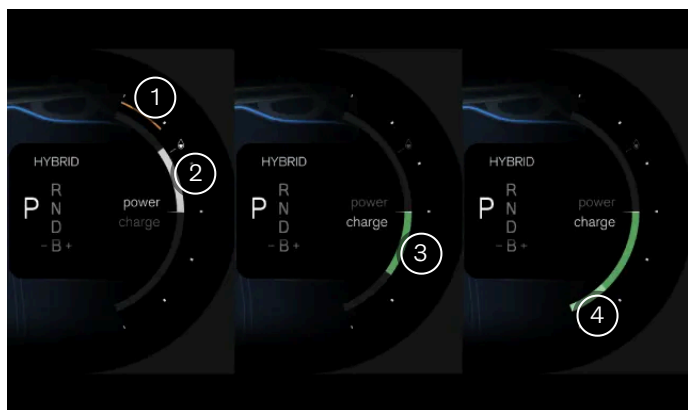 1
2
HYBRID
P
R
N
D
- B +
power
charge
HYBRID
P
R
N
D
- B +
power
charge
3
HYBRID
P
R
N
D
- B +
power
charge
4